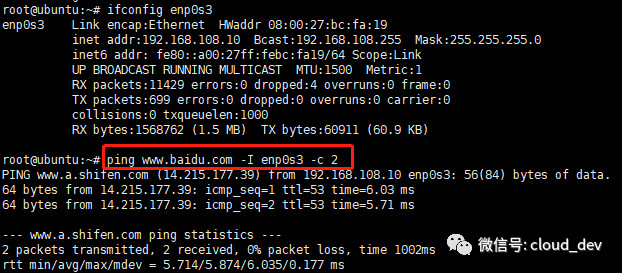 root@ubuntu:~# ifconfig enp0s3
enp0s3    Link encap:Ethernet  HWaddr 08:00:27:bc:fa:19
          inet addr:192.168.108.10  Bcast:192.168.108.255  Mask:255.255.255.0
          inet6 addr: fe80::a00:27ff:febc:fa19/64 Scope:Link
          UP BROADCAST RUNNING MULTICAST  MTU:1500  Metric:1
          RX packets:11429 errors:0 dropped:4 overruns:0 frame:0
          TX packets:699 errors:0 dropped:0 overruns:0 carrier:0
          collisions:0 txqueuelen:1000
          RX bytes:1568762 (1.5 MB)  TX bytes:60911 (60.9 KB)
root@ubuntu:~# ping www.baidu.com -I enp0s3 -c 2
PING www.a.shifen.com (14.215.177.39) from 192.168.108.10 enp0s3: 56(84) bytes of data.
64 bytes from 14.215.177.39: icmp_seq=1 ttl=53 time=6.03 ms
64 bytes from 14.215.177.39: icmp_seq=2 ttl=53 time=5.71 ms
--- www.a.shifen.com ping statistics ---
2 packets transmitted, 2 received, 0% packet loss, time 1002ms
rtt min/avg/max/mdev = 5.714/5.874/6.035/0.177 ms
微信号: cloud_dev